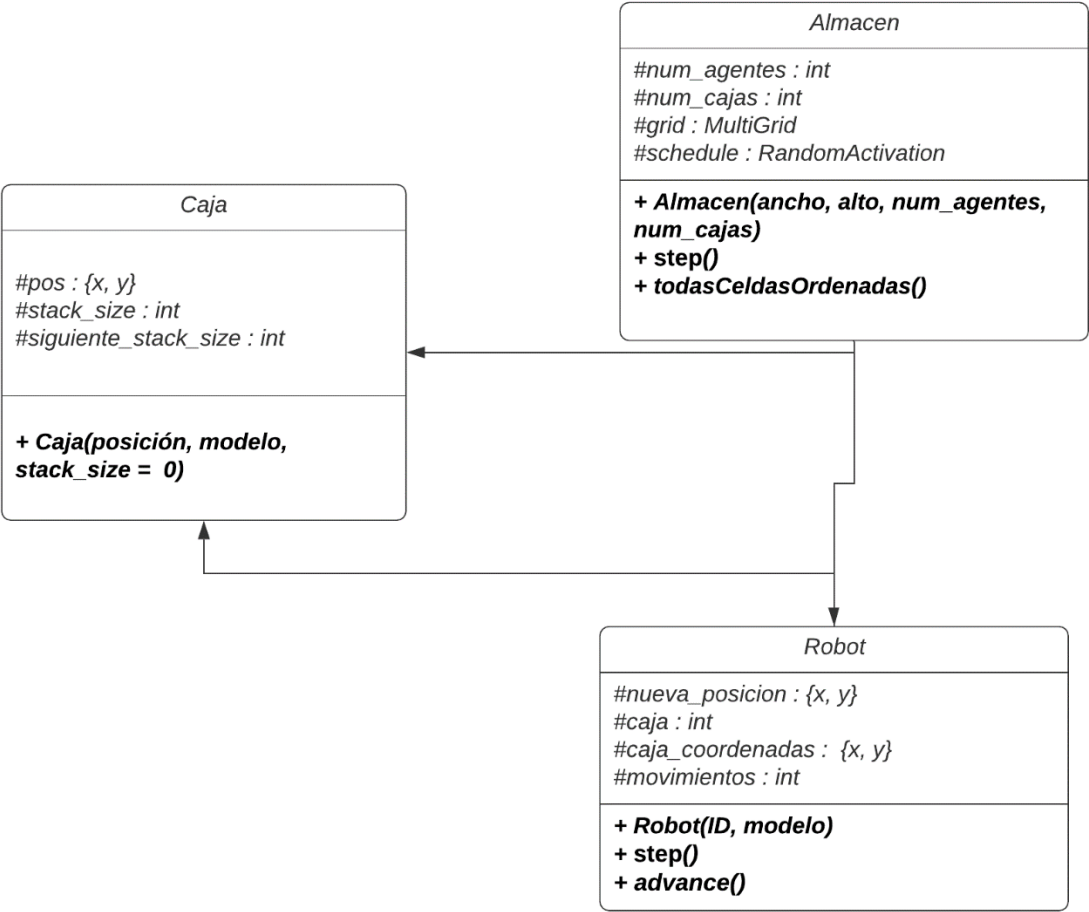 Almacen
#num_agentes : int
#num_cajas : int
#grid : MultiGrid
#schedule : RandomActivation
+ Almacen(ancho, alto, num_agentes,
num_cajas)
+ step()
+ todasCeldasOrdenadas()
Caja
#pos : {x, y}
#stack_size : int
#siguiente_stack_size : int
+ Caja(posición, modelo,
stack_size =  0)
Robot
#nueva_posicion : {x, y}
#caja : int
#caja_coordenadas :  {x, y}
#movimientos : int
+ Robot(ID, modelo)
+ step()
+ advance()